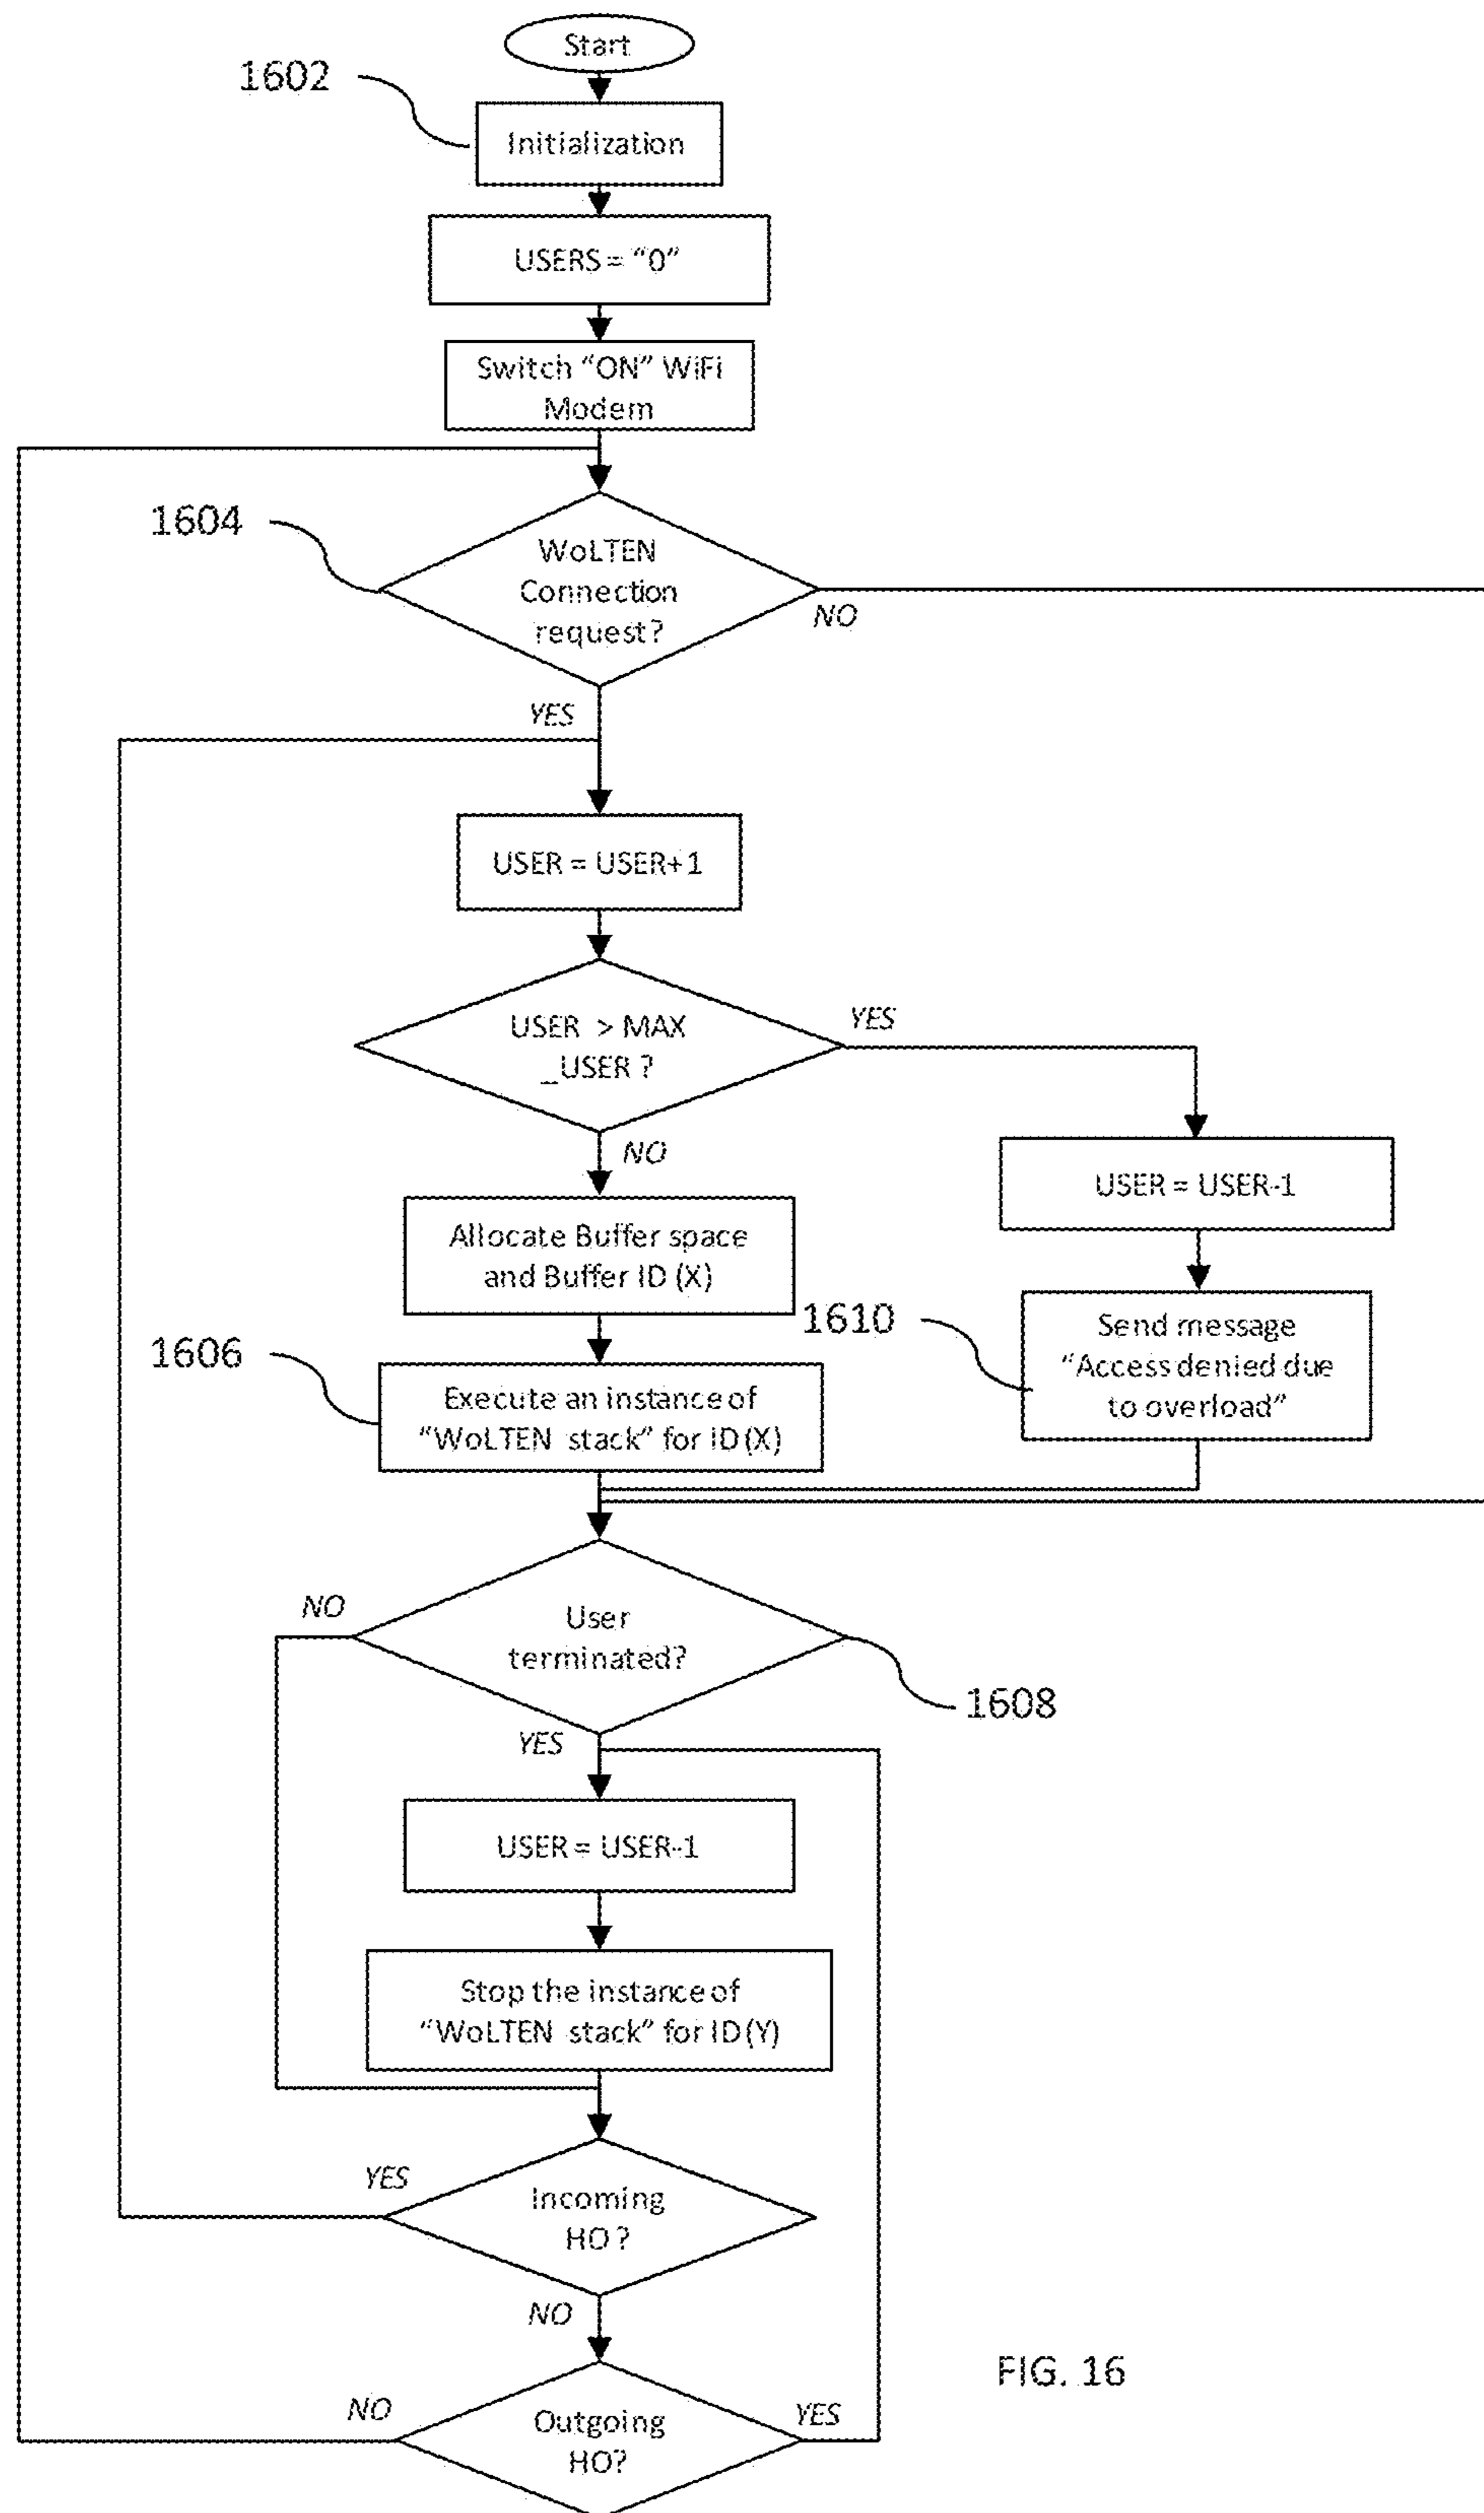 Start
1602
Initialization
USERS = “0”
Switch “ON” WiFi
Modem
1604
WoLTEN
Connection
request?
NO
YES
USER = USER+1
USER > MAX
_USER ?
YES
NO
USER = USER-1
Allocate Buffer space
and Buffer ID (X)
1610
Send message
“Access denied due
to overload”
1606
Execute an instance of
“WoLTEN stack” for ID(X)
NO
User
terminated?
1608
YES
USER = USER-1
Stop the instance of
“WoLTEN stack” for ID(Y)
YES
Incoming
HO ?
NO
FIG. 16
NO
Outgoing
HO?
YES